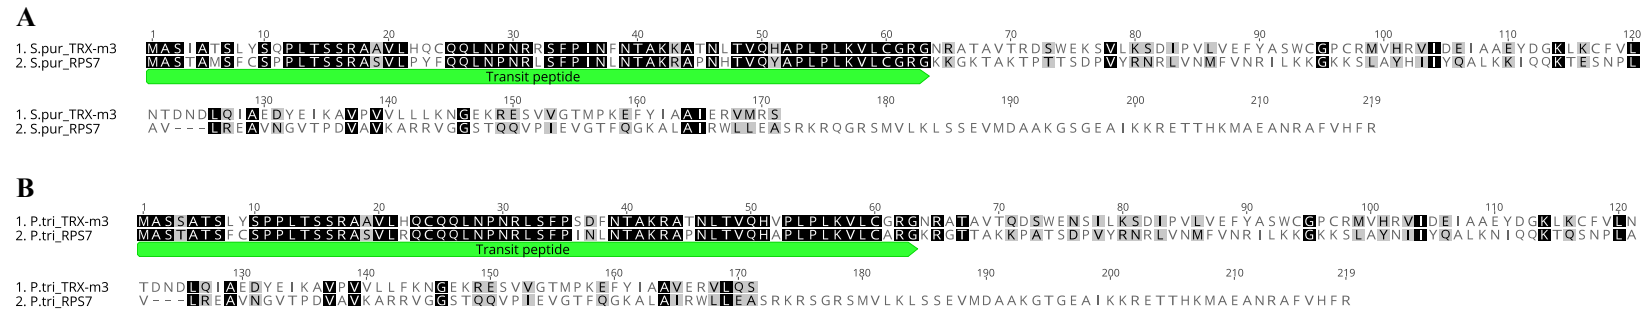 A
1 10 20 30 40 50 60 70 80 90 100 110 120
1. S.pur_TRX-m3 MASIATSLYSQPLTSSRAAVLHQCQQLNPNRRSFPINFNTAKKATNLTVQHAPLPLKVLCGRGNRATAVTRDSWEKSVLKSDIPVLVEFYASWCGPCRMVHRVIDEIAAEYDGKLKCFVL
2. S.pur_RPS7 MASTAMSFCSPPLTSSRASVLPYFQQLNPNRLSFPINLNTAKRAPNHTVQYAPLPLKVLCGRGKKGKTAKTPTTSDPVYRNRLVNMFVNRILKKGKKSLAYHIIYQALKKIQQKTESNPL
Transit peptide
130 140 150 160 170 180 190 200 210 219
1. S.pur_TRX-m3 NTDNDLQIAEDYEIKAVPVVLLLKNGEKRESVVGTMPKEFYIAAIERVMRS
2. S.pur_RPS7 AV---LREAVNGVTPDVAVKARRVGGSTQQVPIEVGTFQGKALAIRWLLEASRKRQGRSMVLKLSSEVMDAAKGSGEAIKKRETTHKMAEANRAFVHFR
B
1 10 20 30 40 50 60 70 80 90 100 110 120
1. P.tri_TRX-m3 MASSATSLYSPPLTSSRAAVLHQCQQLNPNRLSFPSDFNTAKRATNLTVQHVPLPLKVLCGRGNRATAVTQDSWENSILKSDIPVLVEFYASWCGPCRMVHRVIDEIAAEYDGKLKCFVLN
2. P.tri_RPS7 MASTATSFCSPPLTSSRASVLRQCQQLNPNRLSFPINLNTAKRAPNLTVQHAPLPLKVLCARGKRGTTAKKPATSDPVYRNRLVNMFVNRILKKGKKSLAYNIIYQALKNIQQKTQSNPLA
Transit peptide
130 140 150 160 170 180 190 200 210 219
1. P.tri_TRX-m3 TDNDLQIAEDYEIKAVPVVLLFKNGEKRESVVGTMPKEFYIAAVERVLQS
2. P.tri_RPS7 V---LREAVNGVTPDVAVKARRVGGSTQQVPIEVGTFQGKALAIRWLLEASRKRSGRSMVLKLSSEVMDAAKGTGEAIKKRETTHKMAEANRAFVHFR